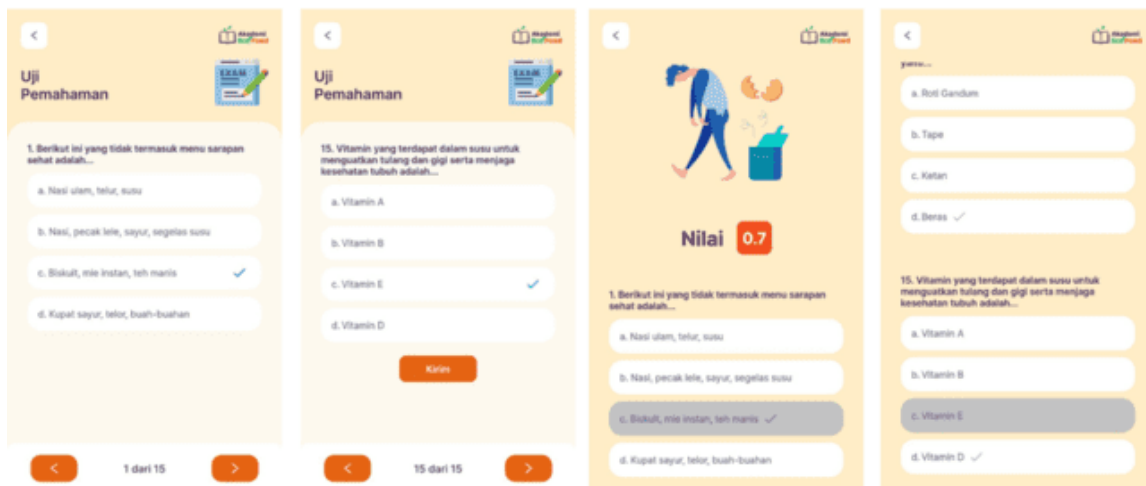 Uji
Pemahaman
EXAM
1. Berikut ini yang tidak termasuk menu sarapan
sehat adalah...
a. Nasi ulam, telur, susu
b. Nasi, pecak lele, sayur, segelas susu
c. Biskuit, mie instan, teh manis
d. Kupat sayur, telor, buah-buahan
1 dari 15
Uji
Pemahaman
EXAM
15. Vitamin yang terdapat dalam susu untuk
menguatkan tulang dan gigi serta menjaga
kesehatan tubuh adalah...
a. Vitamin A
b. Vitamin B
c. Vitamin E
d. Vitamin D
Kirim
15 dari 15
Nilai 0.7
1. Berikut ini yang tidak termasuk menu sarapan
sehat adalah...
a. Nasi ulam, telur, susu
b. Nasi, pecak lele, sayur, segelas susu
c. Biskuit, mie instan, teh manis
d. Kupat sayur, telor, buah-buahan
a. Roti Gandum
b. Tape
c. Ketan
d. Beras
15. Vitamin yang terdapat dalam susu untuk
menguatkan tulang dan gigi serta menjaga
kesehatan tubuh adalah...
a. Vitamin A
b. Vitamin B
c. Vitamin E
d. Vitamin D